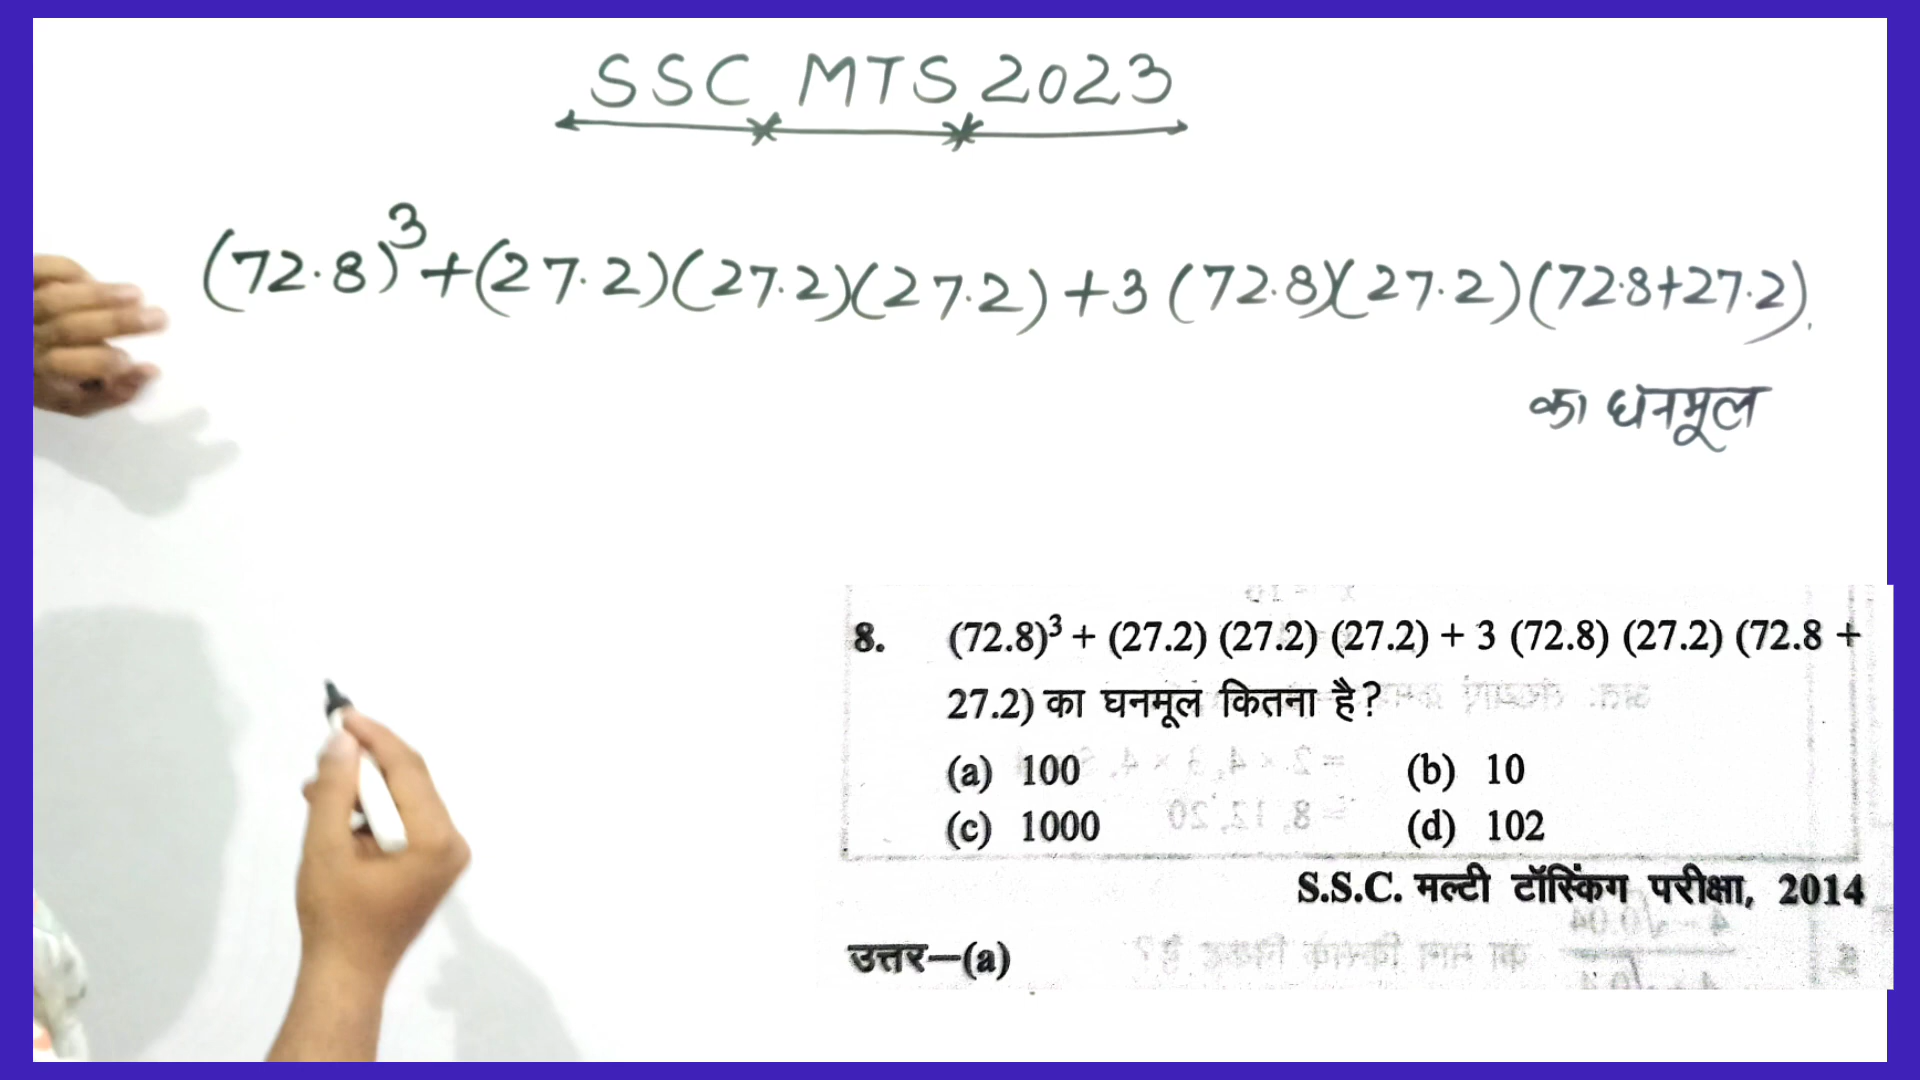 SSC MTS 2023
(72.8)³+(27.2)(27.2)(27.2)+3(72.8)(27.2)(72.8+27.2).
का घनमूल
8. (72.8)³ + (27.2) (27.2) (27.2) + 3 (72.8) (27.2) (72.8 +
27.2) का घनमूल कितना है?
(a) 100 (b) 10
(c) 1000 (d) 102
S.S.C. मल्टी टॉस्किंग परीक्षा, 2014
उत्तर—(a)